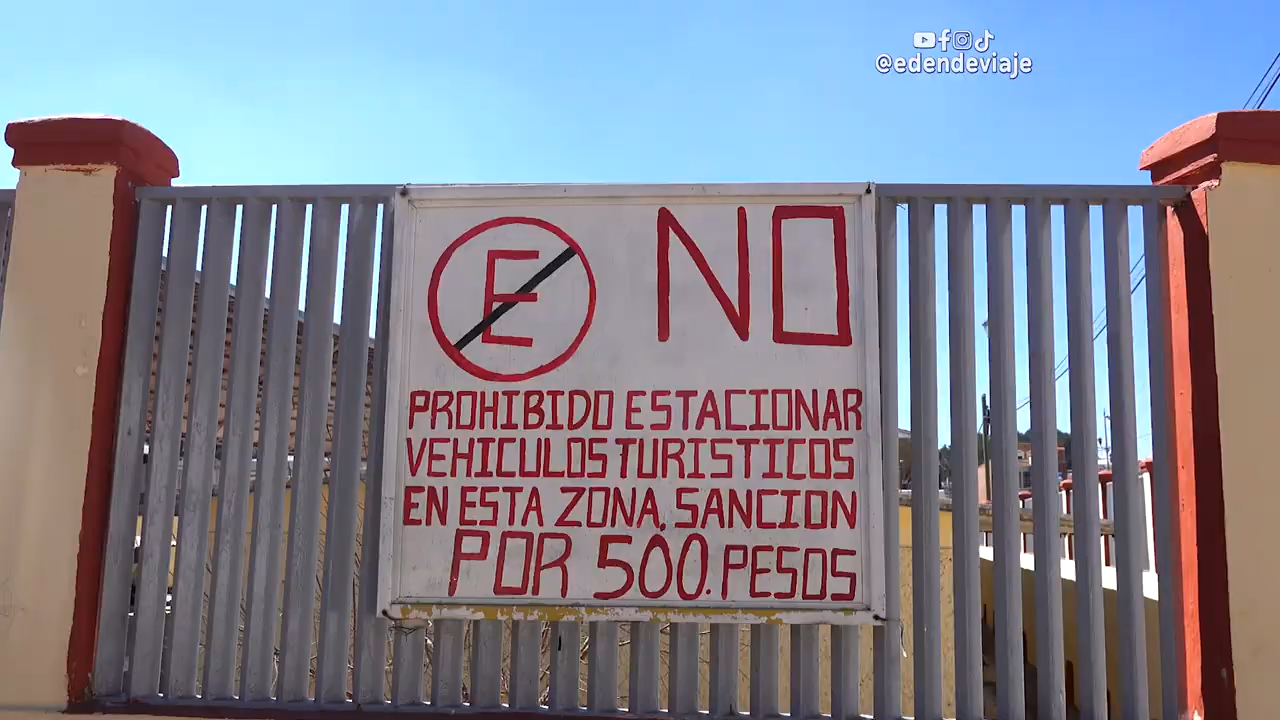 @edendeviaje
E NO
PROHIBIDO ESTACIONAR
VEHICULOS TURISTICOS
EN ESTA ZONA, SANCION
POR 500. PESOS